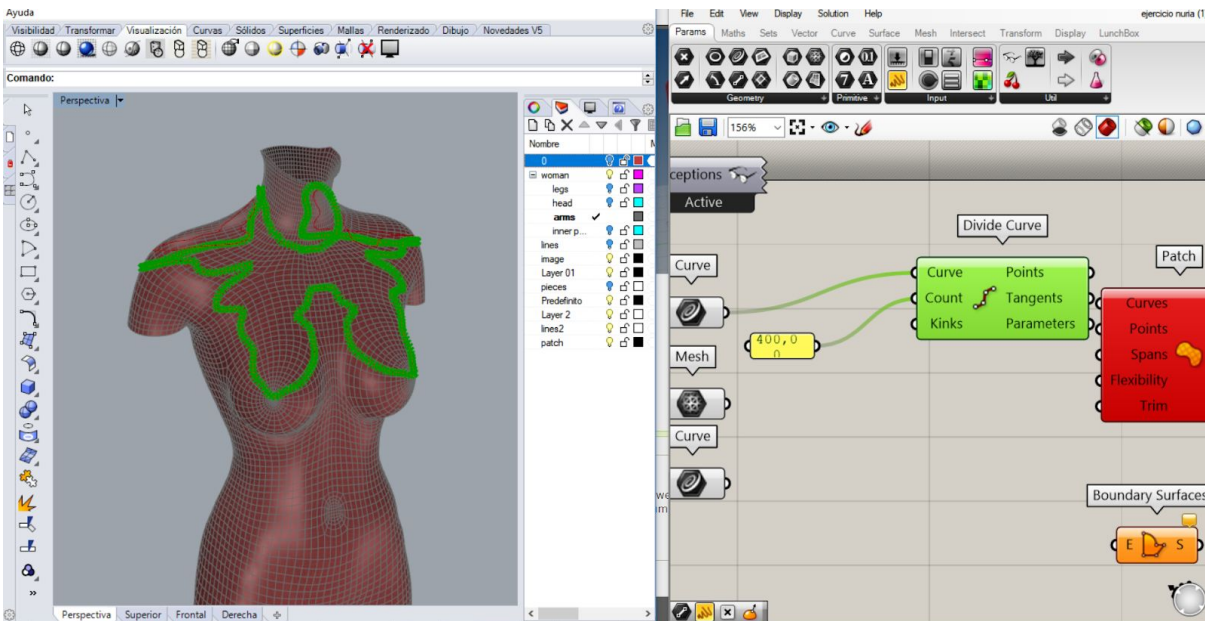 Ayuda
Visibilidad Transformar Visualización Curvas Sólidos Superficies Mallas Renderizado Dibujo Novedades V5
Comando:
Perspectiva
Nombre
0
woman
legs
head
arms
inner p...
lines
image
Layer 01
pieces
Predefinito
Layer 2
lines2
patch
Perspectiva Superior Frontal Derecha
File Edit View Display Solution Help
ejercicio nuria (1
Params Maths Sets Vector Curve Surface Mesh Intersect Transform Display LunchBox
Geometry Primitive Input Util
156%
ceptions
Active
Divide Curve
Curve
Curve Points
Count Tangents
Kinks Parameters
400,0
0
Mesh
Curve
Patch
Curves
Points
Spans
Flexibility
Trim
Boundary Surfaces
E S